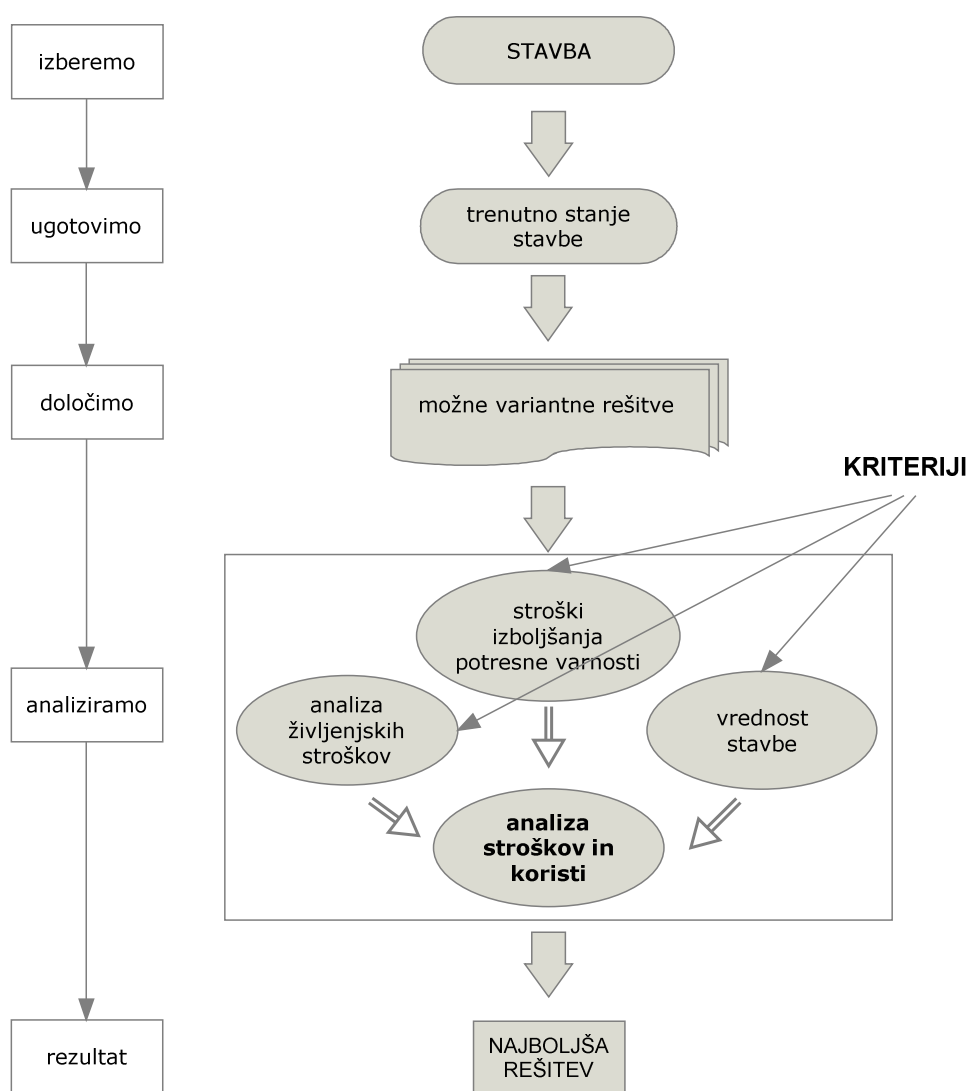 izberemo
STAVBA
ugotovimo
trenutno stanje
stavbe
določimo
možne variantne rešitve
KRITERIJI
stroški
izboljšanja
potresne varnosti
analiziramo
analiza
življenjskih
stroškov
vrednost
stavbe
analiza
stroškov in
koristi
rezultat
NAJBOLJŠA
REŠITEV